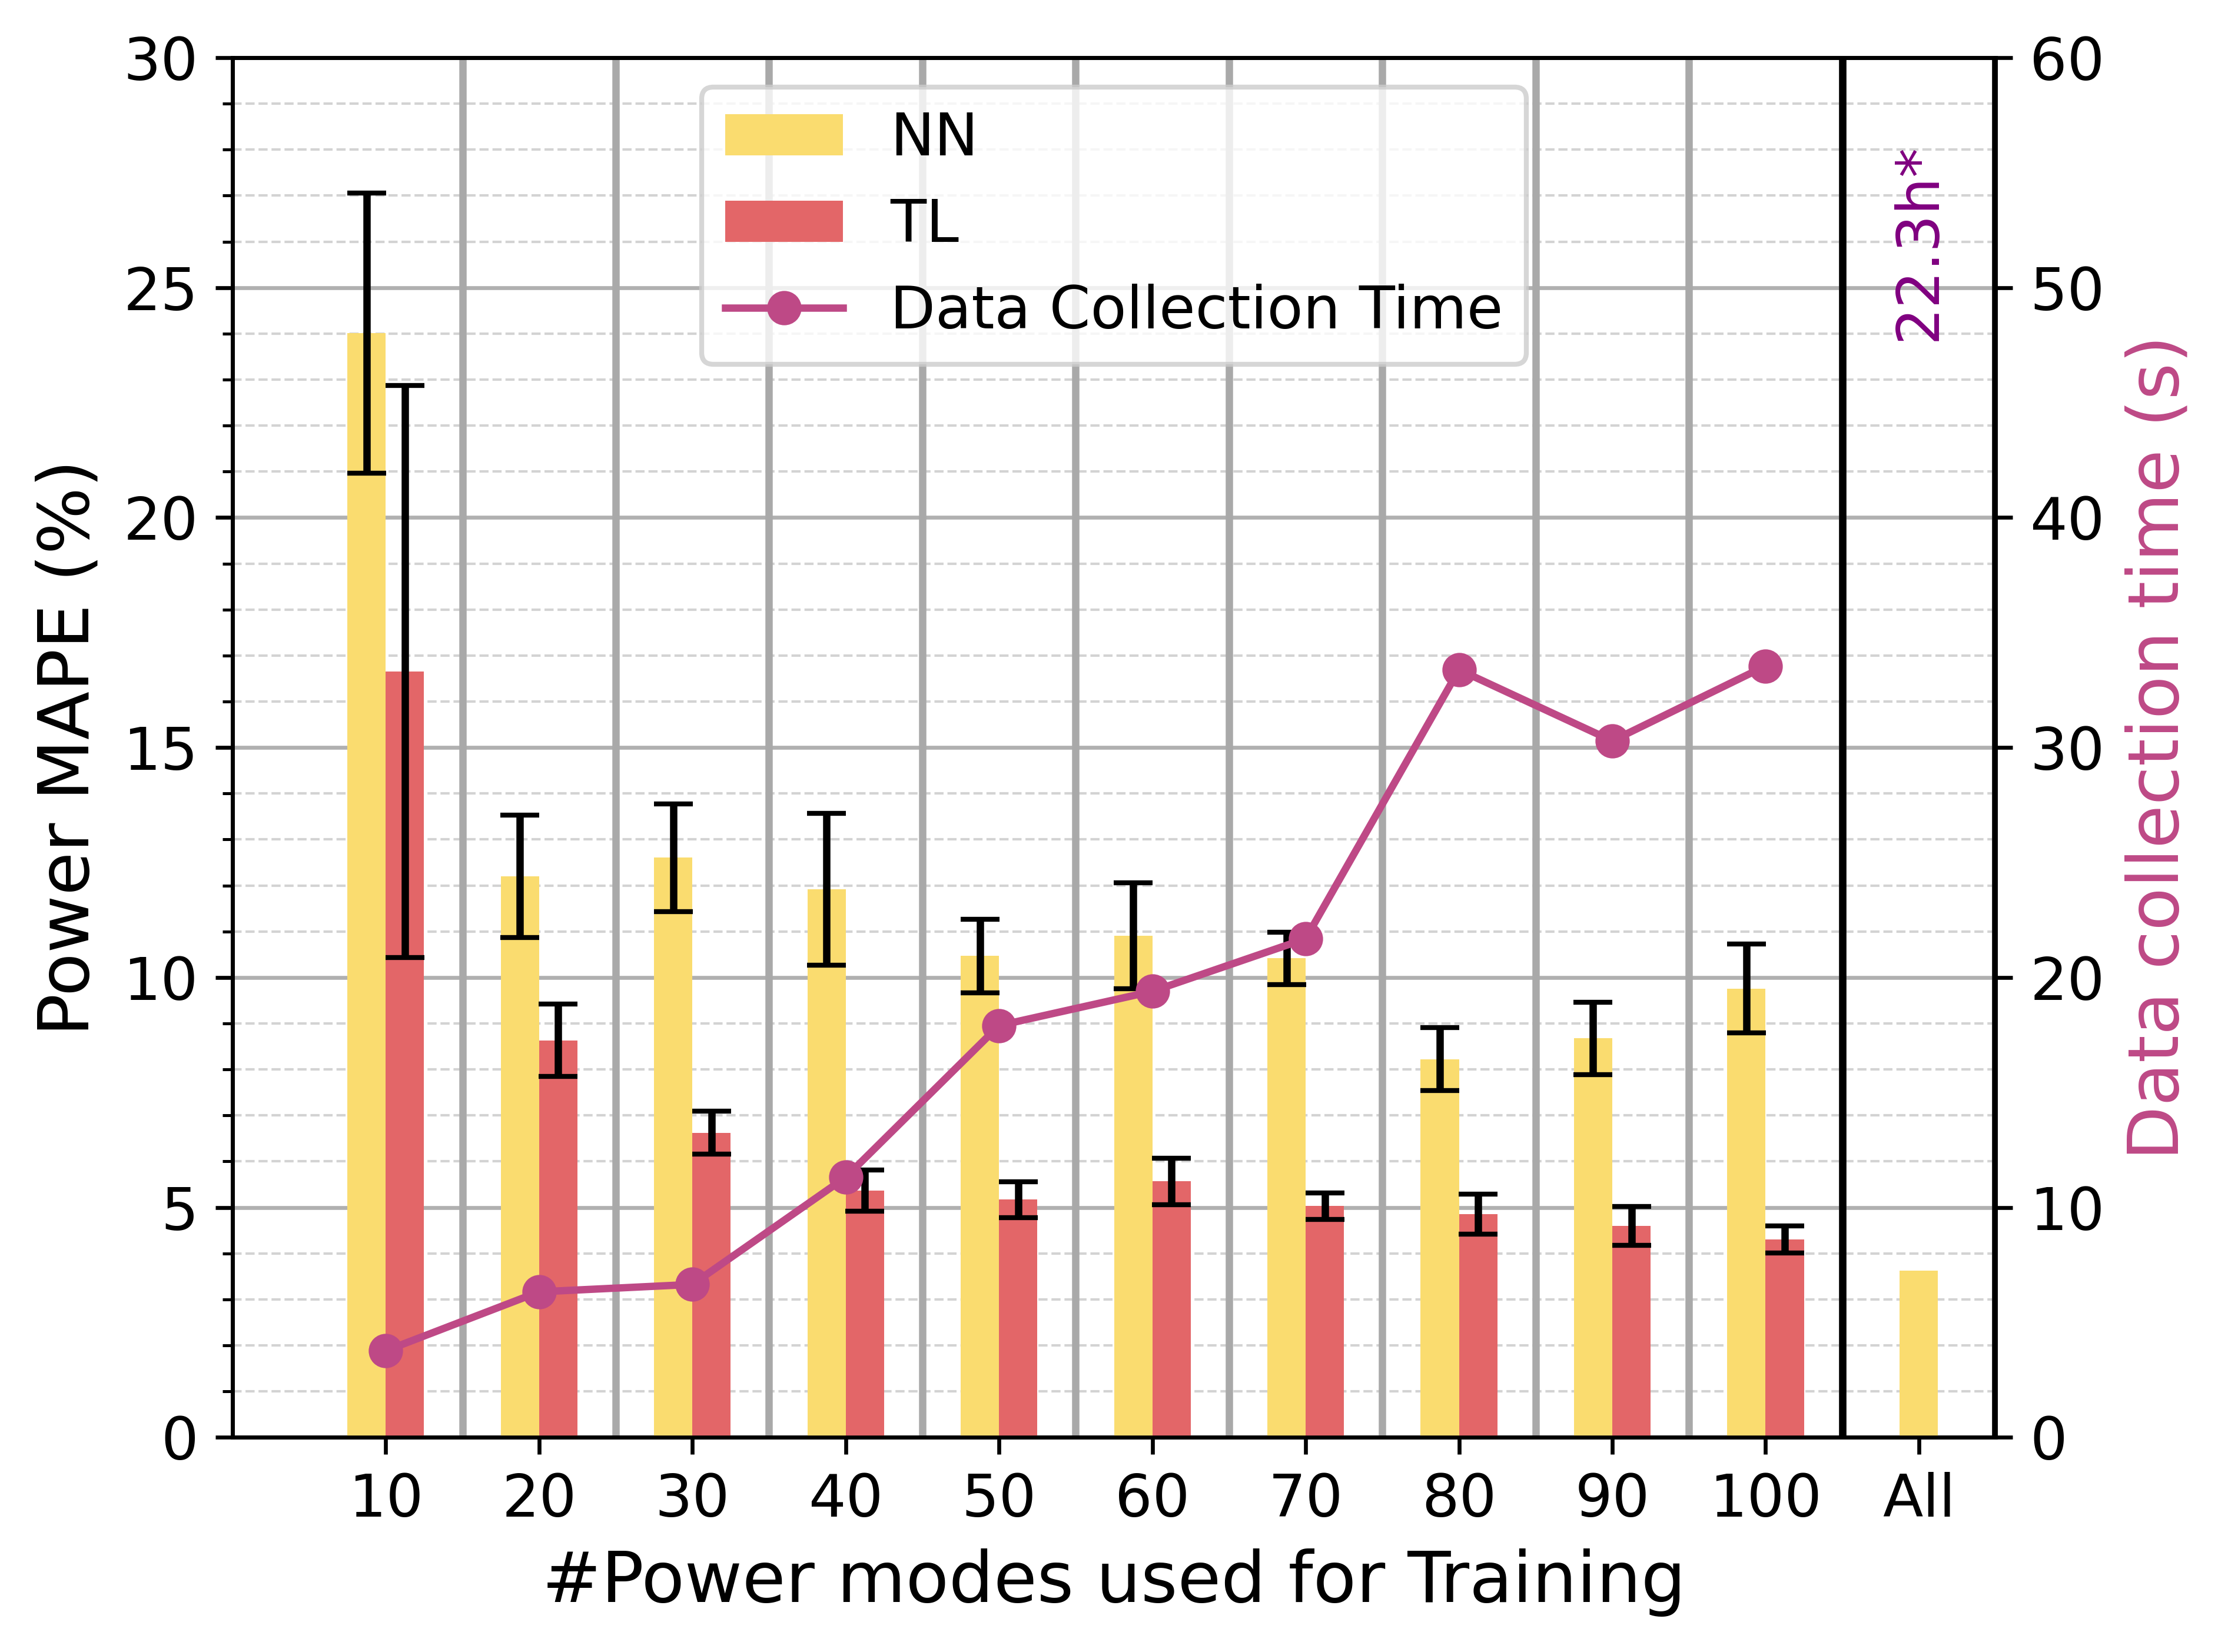 30
25
20
15
10
5
0
Power MAPE (%)
NN
TL
Data Collection Time
22.3h*
60
50
40
30
20
10
0
Data collection time (s)
10 20 30 40 50 60 70 80 90 100 All
#Power modes used for Training